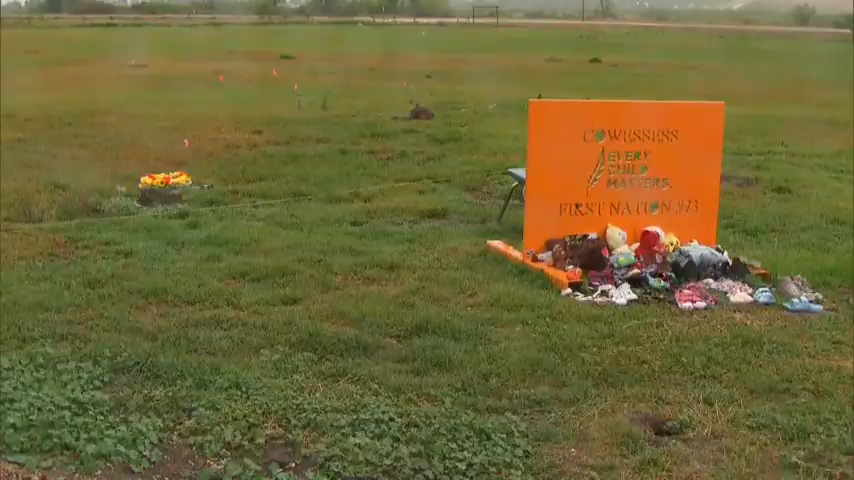 COWESSESS
EVERY
CHILD
MATTERS.
FIRST NATION #73